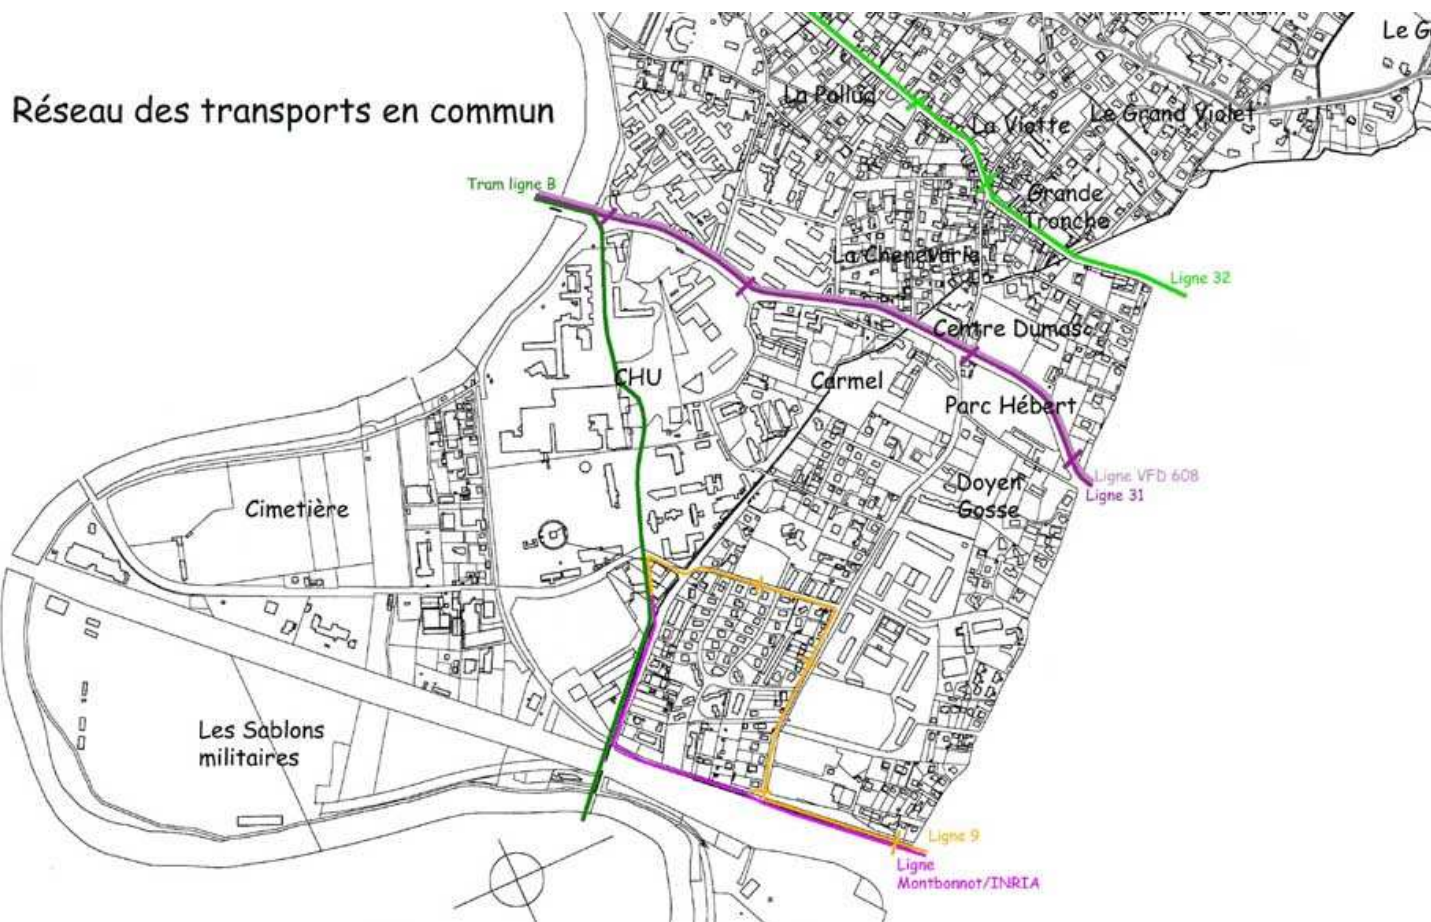 Le G
Réseau des transports en commun
La Pallud
La Viotte
Le Grand Violet
Tram ligne B
Grande
Tronche
La Chenevarie
Ligne 32
Centre Dumas
CHU
Carmel
Parc Hébert
Ligne VFD 608
Ligne 31
Doyen
Gosse
Cimetière
Les Sablons
militaires
Ligne 9
Ligne
Montbonnot/INRIA